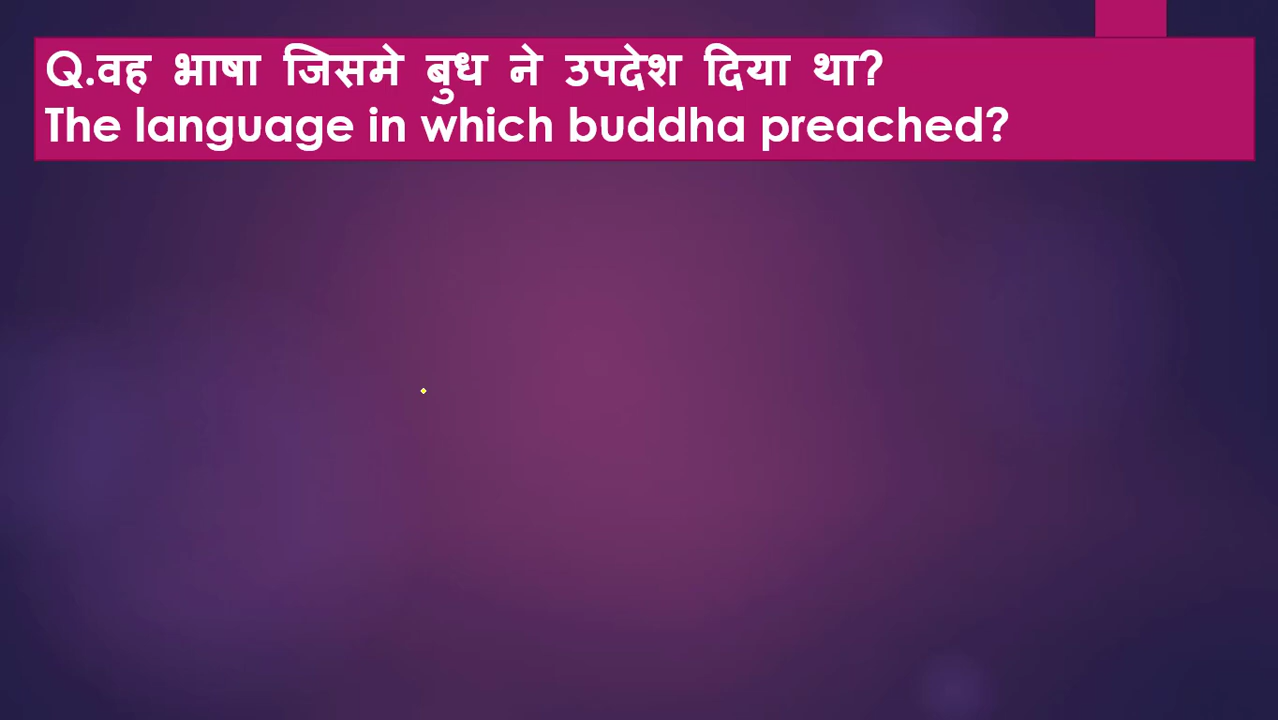 Q.वह भाषा जिसमे बुध ने उपदेश दिया था?
The language in which buddha preached?